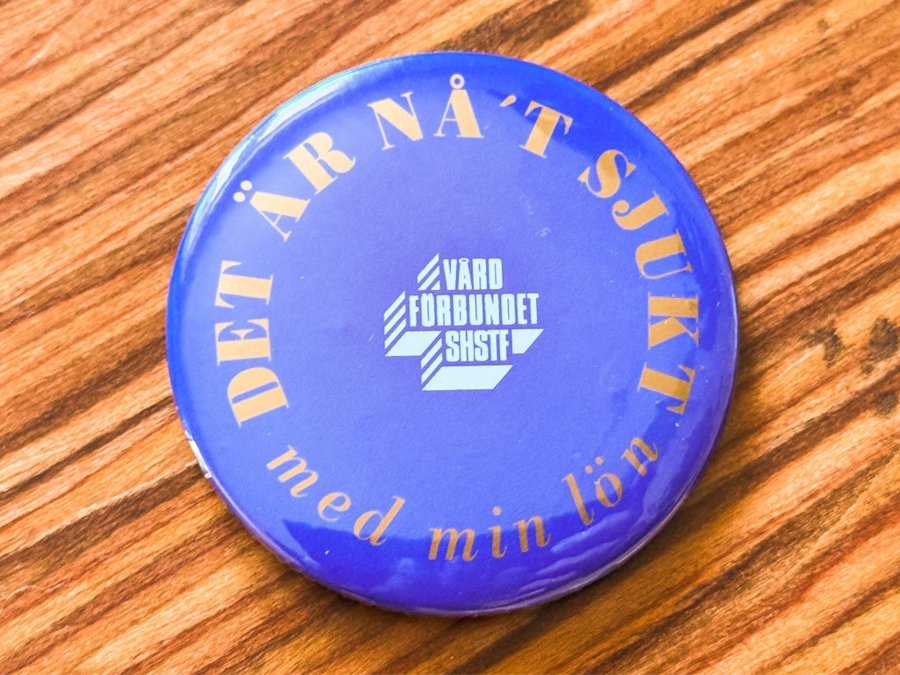 DET ÄR NÅ´T SJUKT
med min lön
VÅRD
FÖRBUNDET
SHSTF